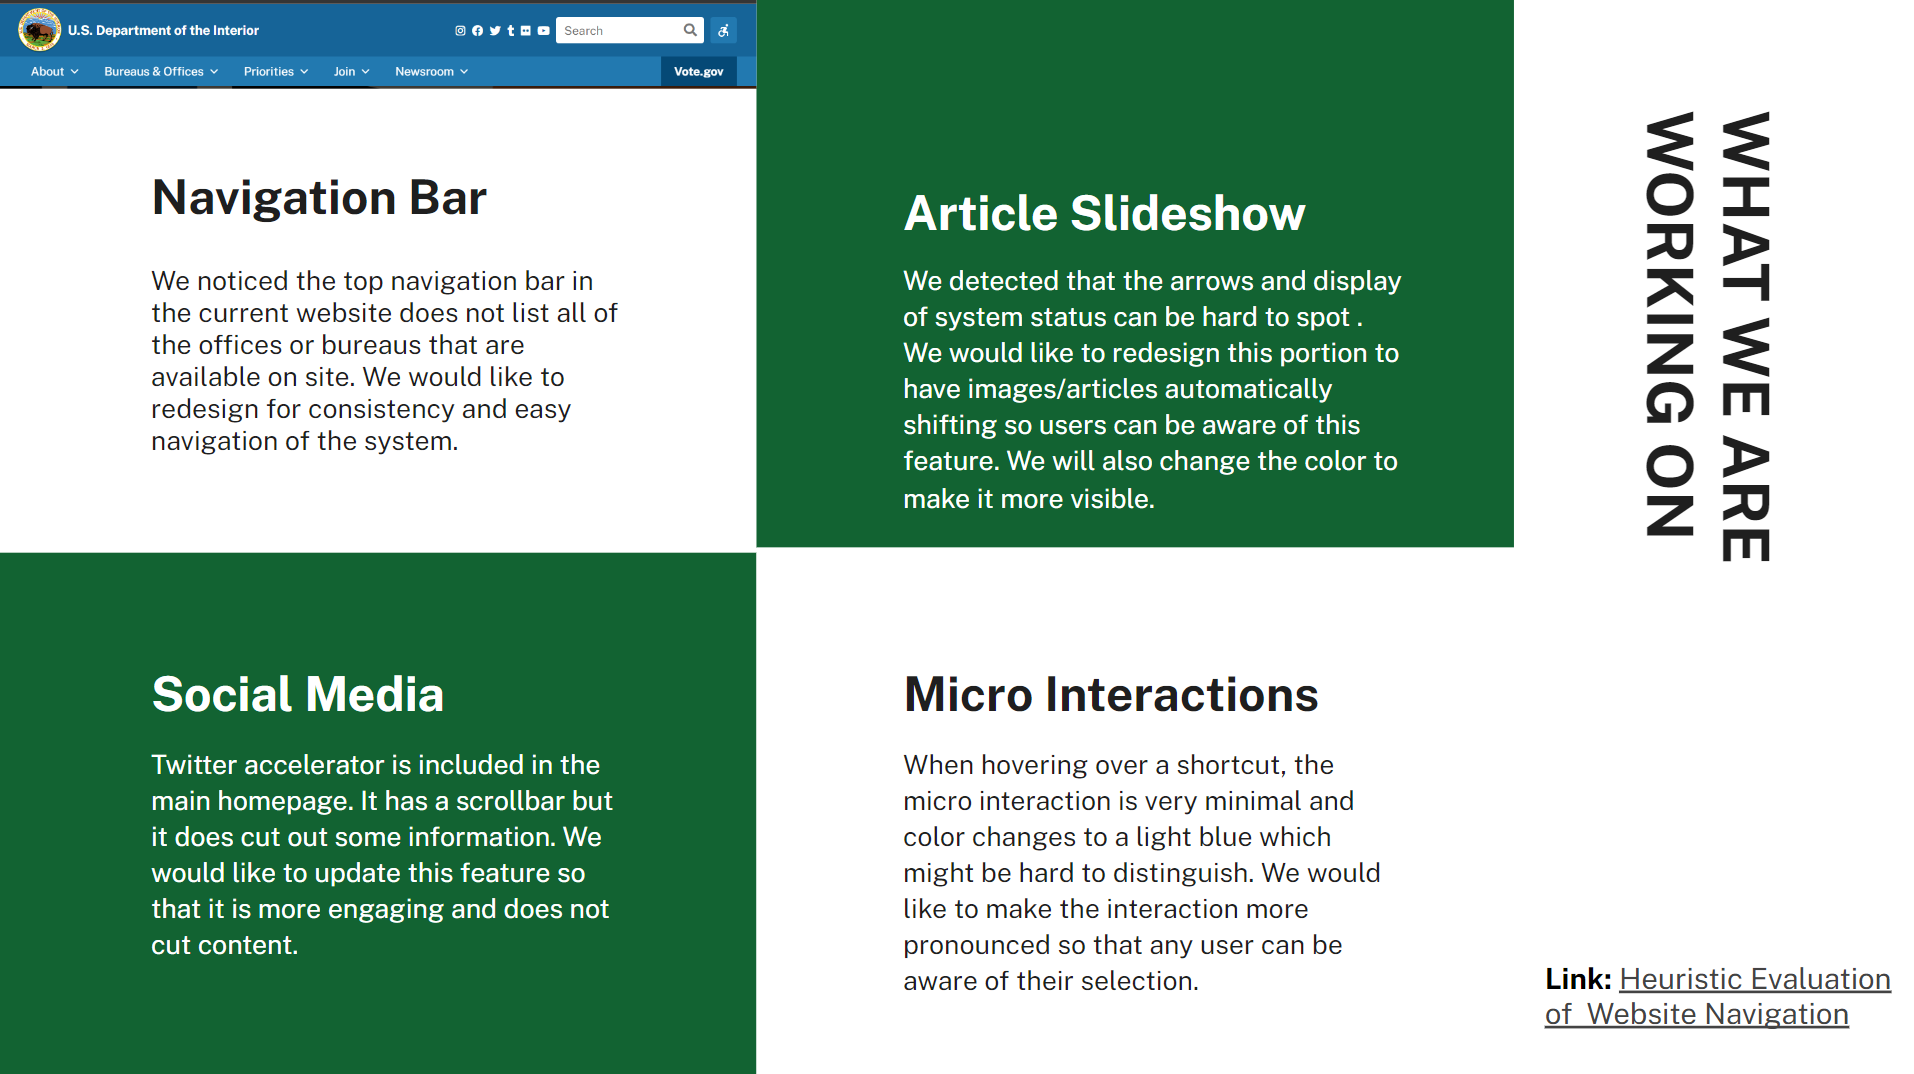 U.S. Department of the Interior
Search
About
Bureaus & Offices
Priorities
Join
Newsroom
Vote.gov
Navigation Bar
We noticed the top navigation bar in
the current website does not list all of
the offices or bureaus that are
available on site. We would like to
redesign for consistency and easy
navigation of the system.
Article Slideshow
We detected that the arrows and display
of system status can be hard to spot .
We would like to redesign this portion to
have images/articles automatically
shifting so users can be aware of this
feature. We will also change the color to
make it more visible.
Social Media
Twitter accelerator is included in the
main homepage. It has a scrollbar but
it does cut out some information. We
would like to update this feature so
that it is more engaging and does not
cut content.
Micro Interactions
When hovering over a shortcut, the
micro interaction is very minimal and
color changes to a light blue which
might be hard to distinguish. We would
like to make the interaction more
pronounced so that any user can be
aware of their selection.
WHAT WE ARE
WORKING ON
Link: Heuristic Evaluation
of  Website Navigation